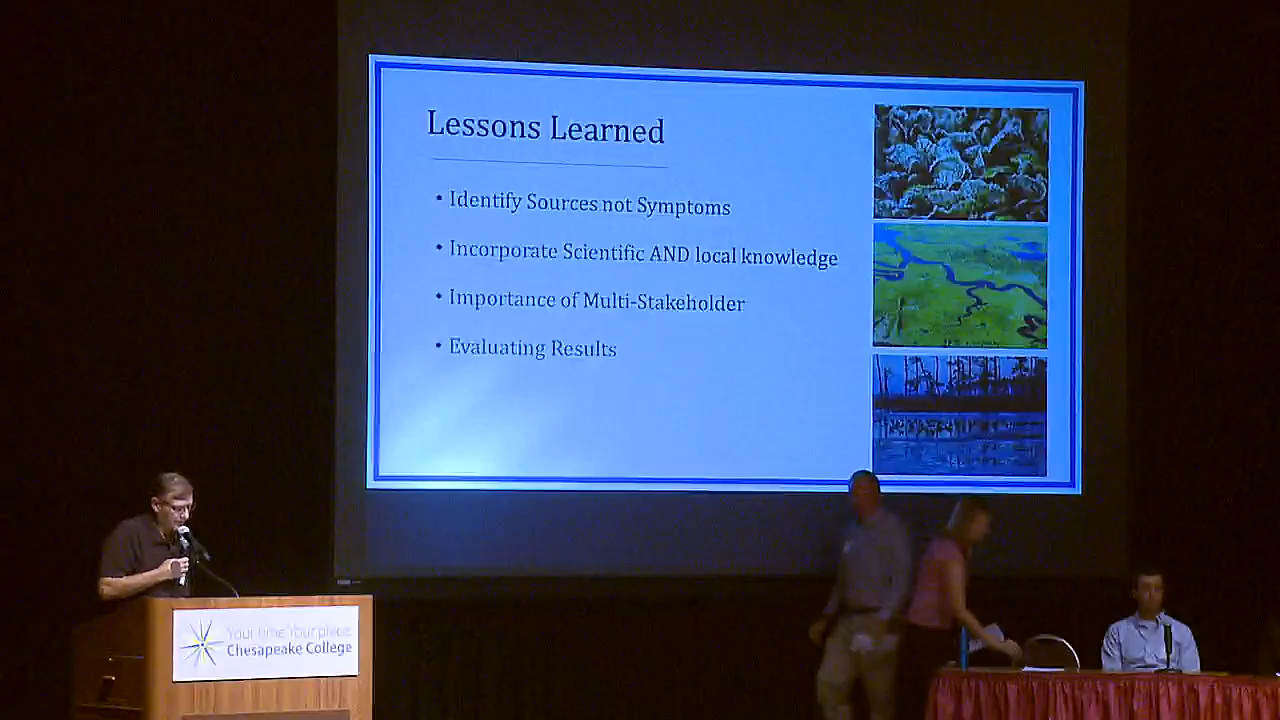 Lessons Learned
• Identify Sources not Symptoms
• Incorporate Scientific AND local knowledge
• Importance of Multi-Stakeholder
• Evaluating Results
Your time. Your place.
Chesapeake College